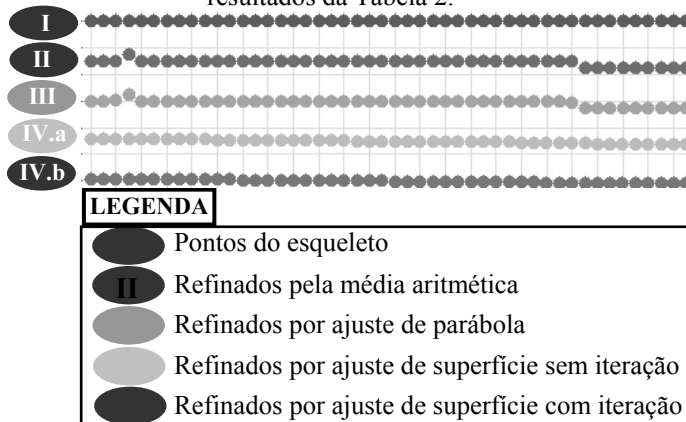 resultados da Tabela 2.
I
II
III
IV.a
IV.b
LEGENDA
Pontos do esqueleto
II Refinados pela média aritmética
Refinados por ajuste de parábola
Refinados por ajuste de superfície sem iteração
Refinados por ajuste de superfície com iteração